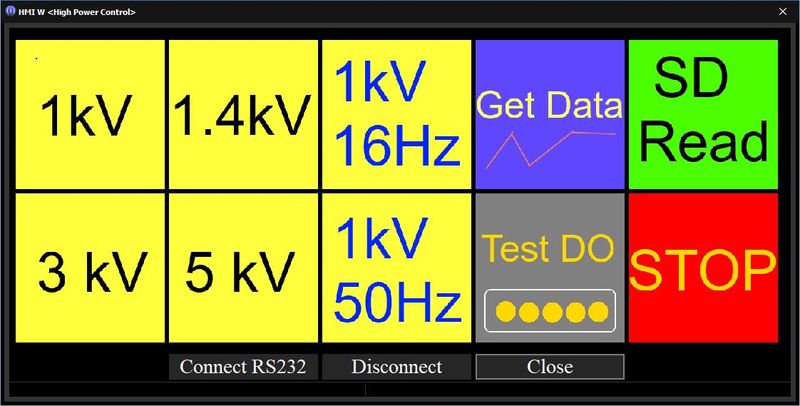 HMI W <High Power Control>
1kV
1.4kV
1kV
16Hz
Get Data
SD
Read
3 kV
5 kV
1kV
50Hz
Test DO
STOP
Connect RS232
Disconnect
Close